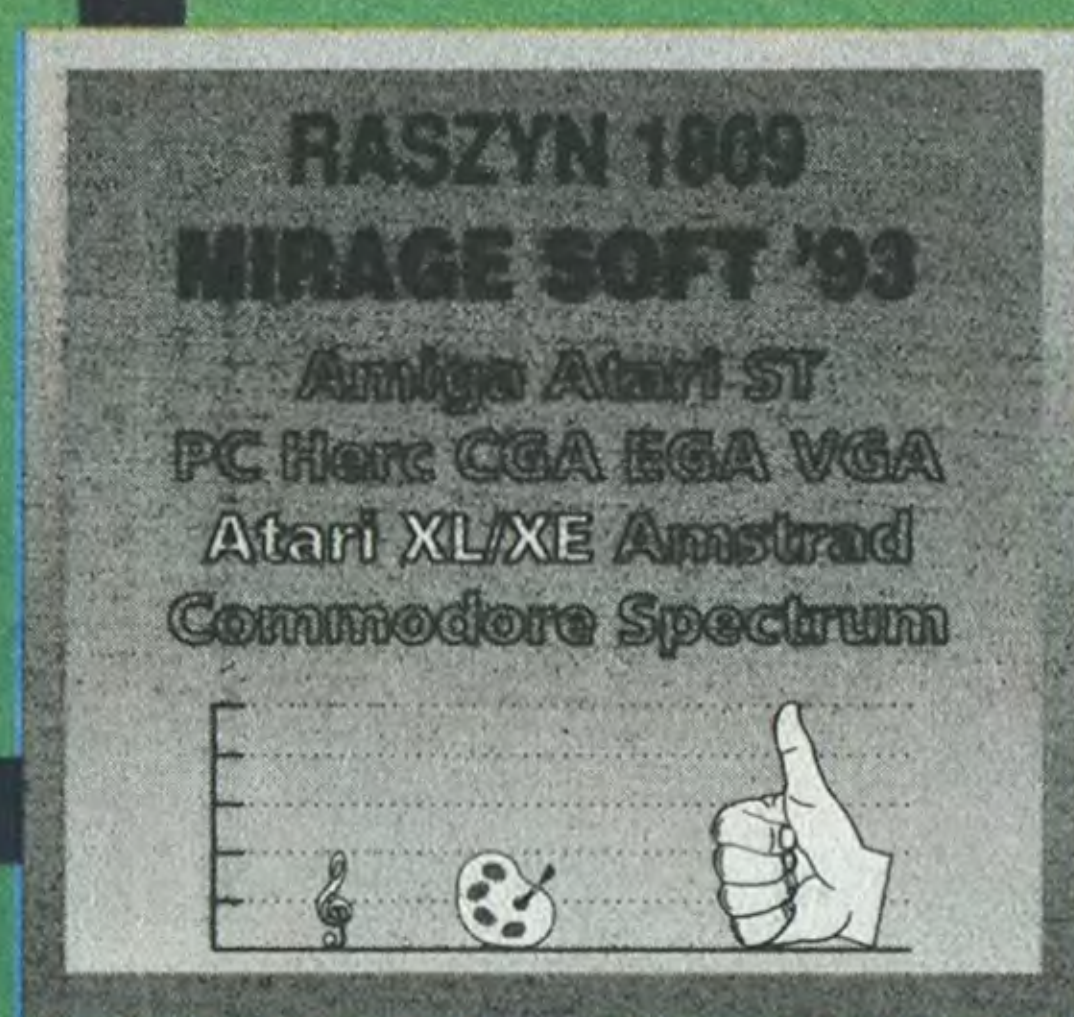 RASZYN 1809
MIRAGE SOFT '93
Amiga Atari ST
PC Herc CGA EGA VGA
Atari XL/XE Amstrad
Commodore Spectrum